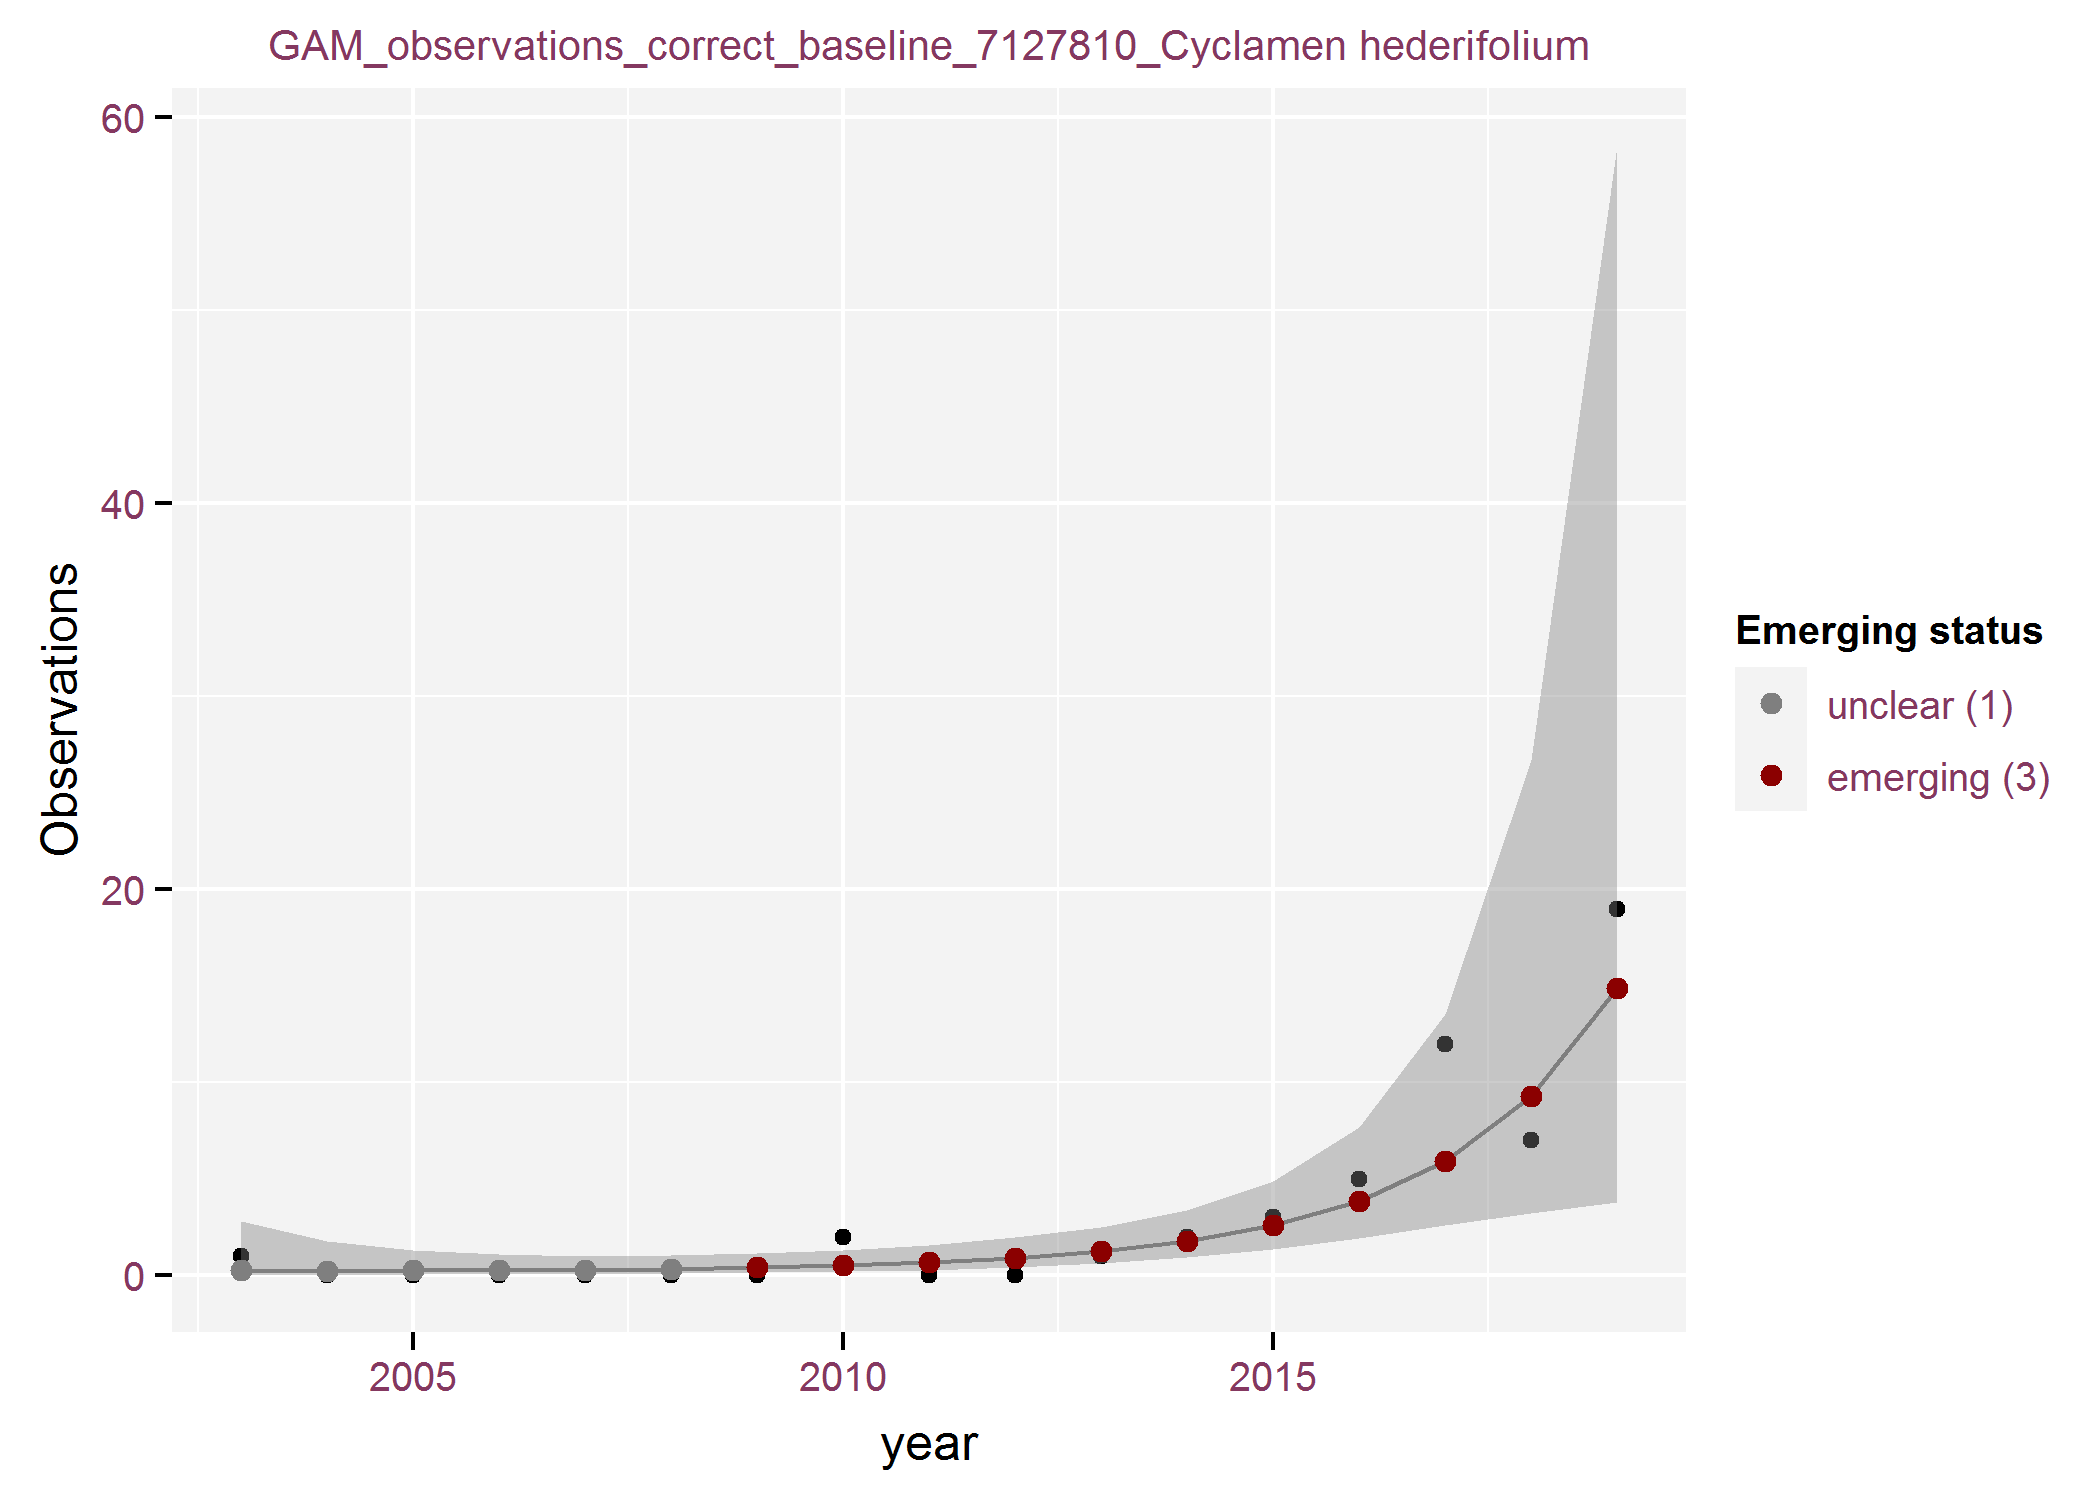 GAM_observations_correct_baseline_7127810_Cyclamen hederifolium
60
40
20
0
Observations
2005
2010
2015
year
Emerging status
unclear (1)
emerging (3)